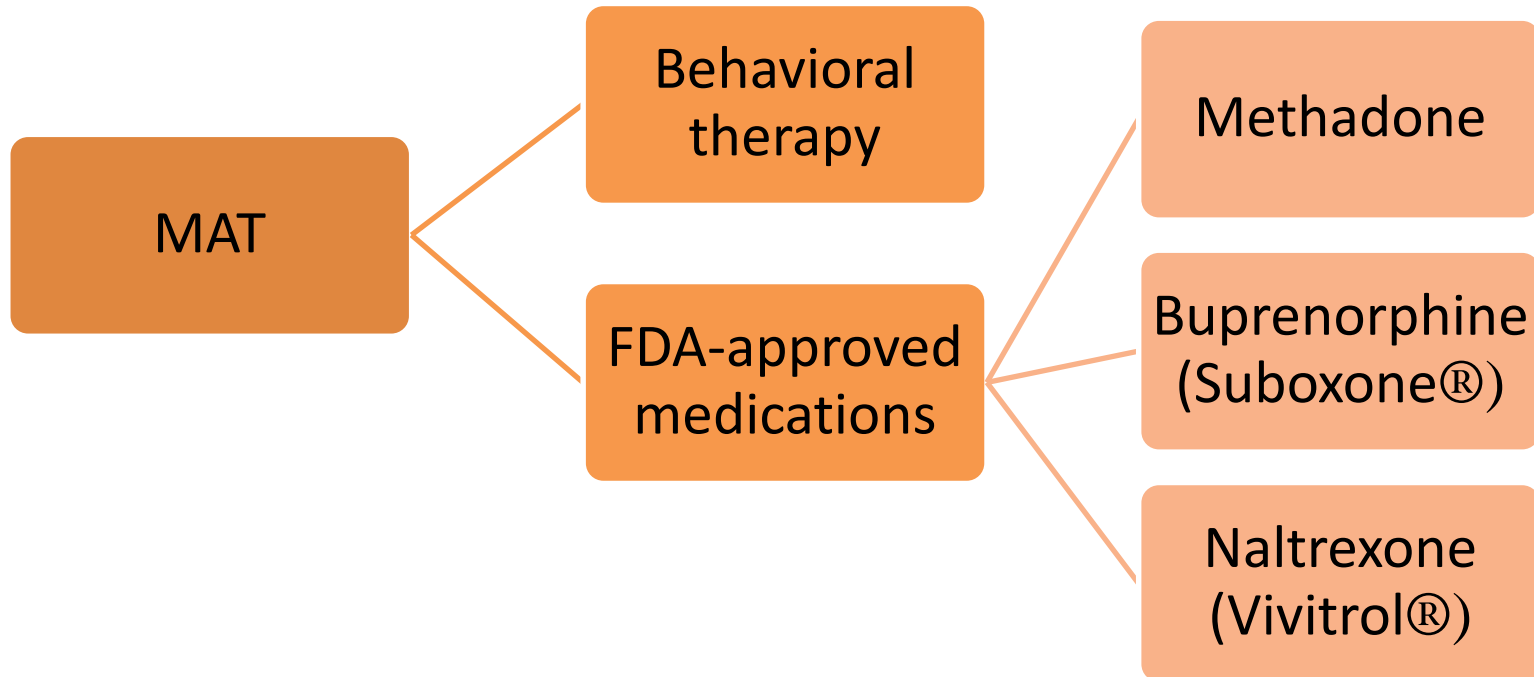 MAT
Behavioral
therapy
FDA-approved
medications
Methadone
Buprenorphine
(Suboxone®)
Naltrexone
(Vivitrol®)